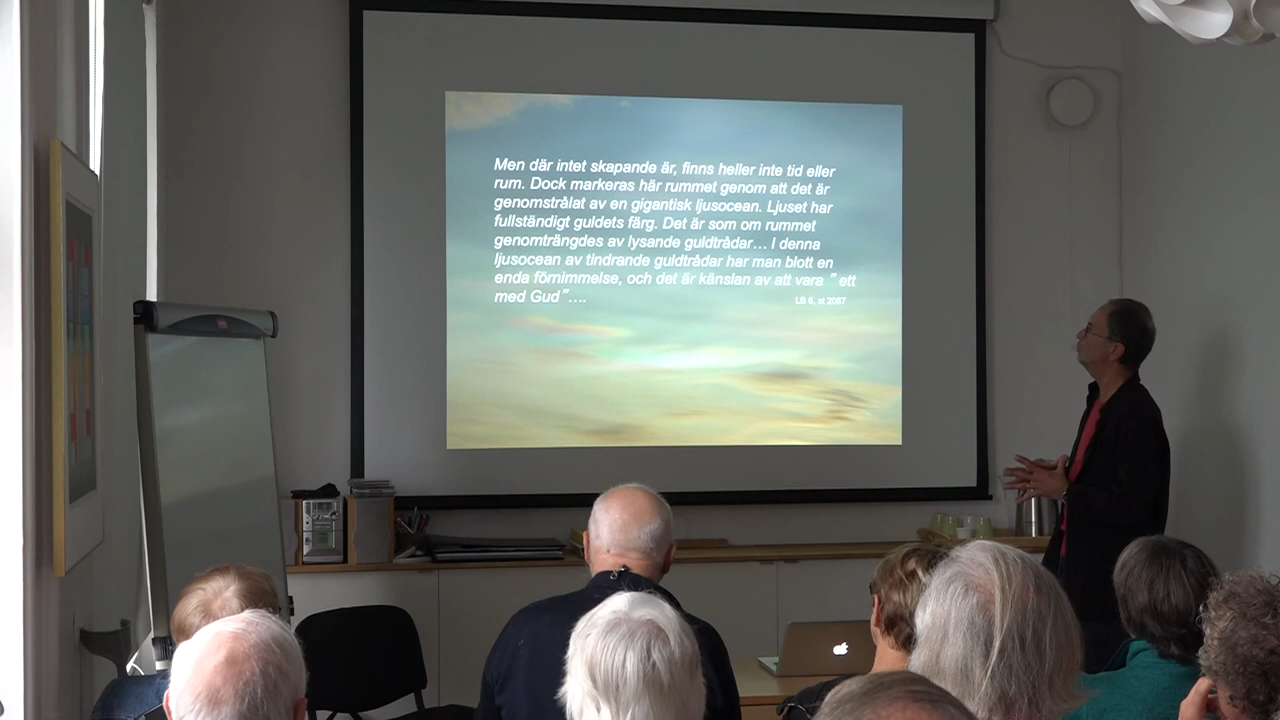 Men där intet skapande är, finns heller inte tid eller
rum. Dock markeras här rummet genom att det är
genomstrålat av en gigantisk ljusocean. Ljuset har
fullständigt guldets färg. Det är som om rummet
genomträngdes av lysande guldtrådar... I denna
ljusocean av tindrande guldtrådar har man blott en
enda förnimmelse, och det är känslan av att vara ”ett
med Gud”....
LB 6, st 2087